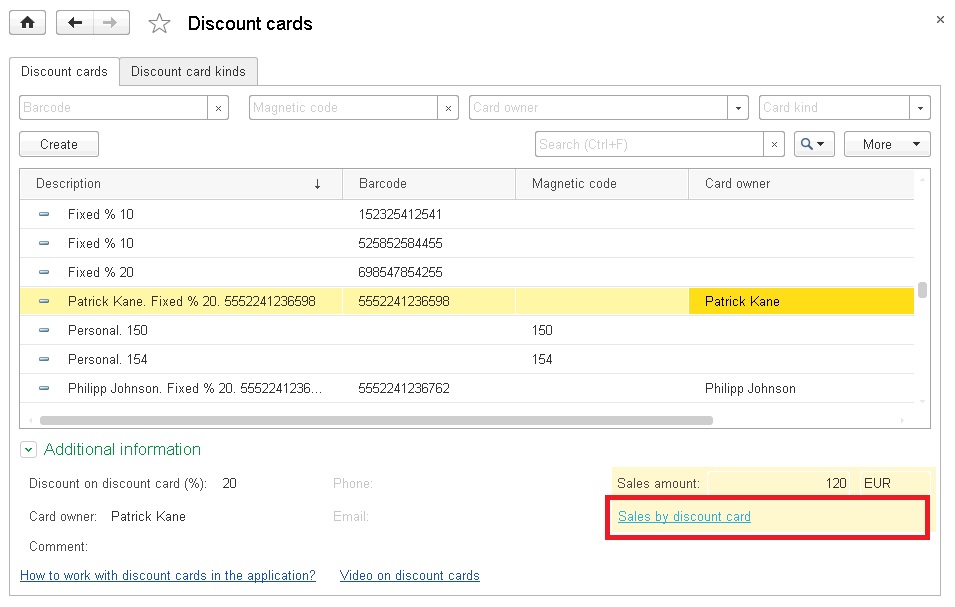 Discount cards
Discount cards Discount card kinds
Barcode Magnetic code Card owner Card kind
Create Search (Ctrl+F) More
Description Barcode Magnetic code Card owner
Fixed % 10 152325412541
Fixed % 10 525852584455
Fixed % 20 698547854255
Patrick Kane. Fixed % 20. 5552241236598 5552241236598 Patrick Kane
Personal. 150 150
Personal. 154 154
Philipp Johnson. Fixed % 20. 5552241236... 5552241236762 Philipp Johnson
Additional information
Discount on discount card (%): 20 Phone: Sales amount: 120 EUR
Card owner: Patrick Kane Email: Sales by discount card
Comment:
How to work with discount cards in the application? Video on discount cards